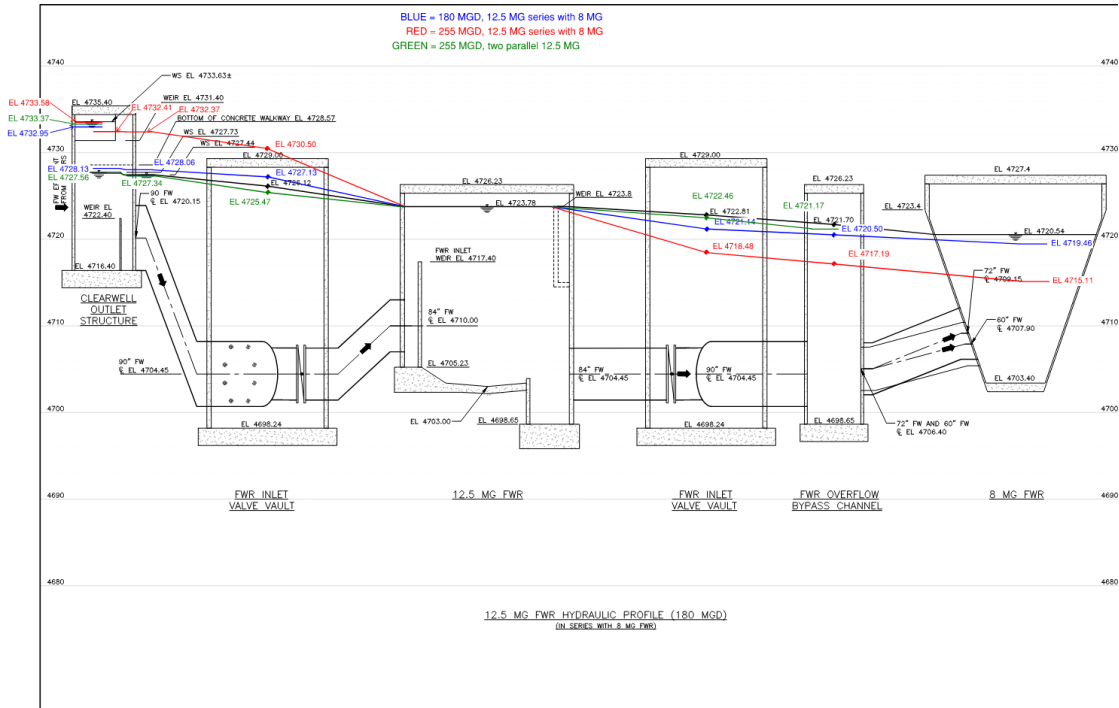 BLUE = 180 MGD, 12.5 MG series with 8 MG
RED = 255 MGD, 12.5 MG series with 8 MG
GREEN = 255 MGD, two parallel 12.5 MG
4740
4740
WS EL 4733.63±
EL 4733.58
EL 4735.40
EL 4732.41
WEIR EL 4731.40
EL 4732.37
EL 4733.37
BOTTOM OF CONCRETE WALKWAY EL 4728.57
EL 4732.95
WS EL 4727.73
WS EL 4727.44
EL 4730.50
4730
4730
EL 4729.00
EL 4729.00
EL 4728.13
EL 4728.06
EL 4727.13
EL 4727.56
EL 4727.34
EL 4726.12
EL 4725.47
EL 4726.23
EL 4726.23
EL 4727.4
90 FW
℄ EL 4720.15
WEIR EL
4722.40
EL 4723.78
WEIR EL 4723.8
EL 4722.46
EL 4722.81
EL 4721.14
EL 4721.17
EL 4721.70
EL 4720.50
EL 4723.4
EL 4720.54
EL 4719.46
4720
4720
EL 4718.48
EL 4717.19
EL 4715.11
FWR INLET
WEIR EL 4717.40
EL 4716.40
CLEARWELL
OUTLET
STRUCTURE
72" FW
℄ EL 4709.15
60" FW
℄ EL 4707.90
4710
4710
84" FW
℄ EL 4710.00
90" FW
℄ EL 4704.45
EL 4705.23
84" FW
℄ EL 4704.45
90" FW
℄ EL 4704.45
EL 4703.40
EL 4703.00
4700
4700
EL 4698.24
EL 4698.65
EL 4698.24
EL 4698.65
72" FW AND 60" FW
℄ EL 4706.40
4690
4690
FWR INLET
VALVE VAULT
12.5 MG FWR
FWR INLET
VALVE VAULT
FWR OVERFLOW
BYPASS CHANNEL
8 MG FWR
4680
4680
12.5 MG FWR HYDRAULIC PROFILE (180 MGD)
(IN SERIES WITH 8 MG FWR)